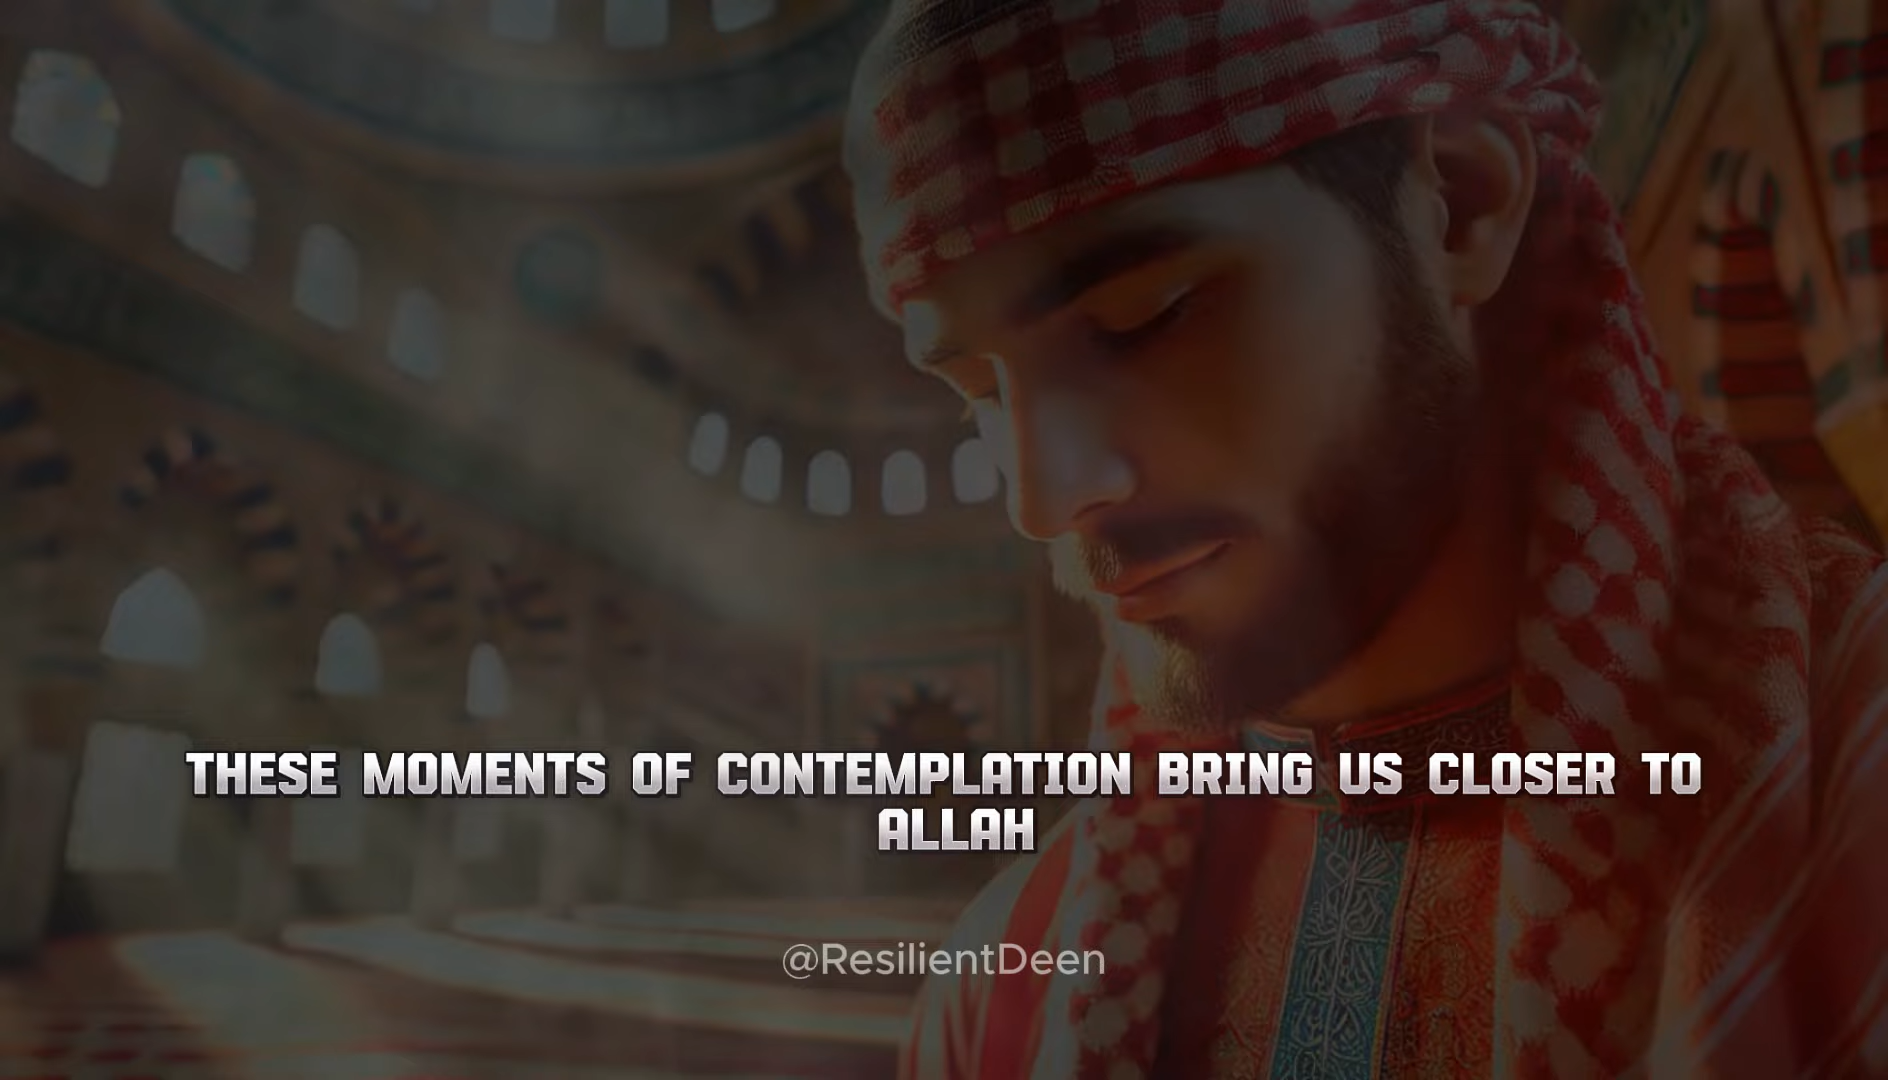 THESE MOMENTS OF CONTEMPLATION BRING US CLOSER TO
ALLAH
@ResilientDeen